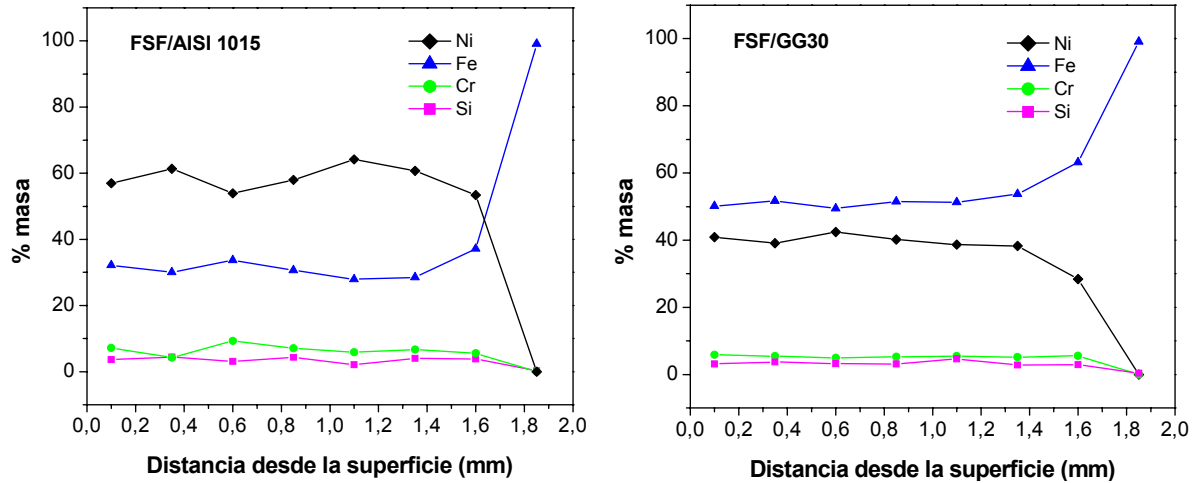 FSF/AISI 1015
Ni
Fe
Cr
Si
% masa
100
80
60
40
20
0
0,0 0,2 0,4 0,6 0,8 1,0 1,2 1,4 1,6 1,8 2,0
Distancia desde la superficie (mm)
FSF/GG30
Ni
Fe
Cr
Si
% masa
100
80
60
40
20
0
0,0 0,2 0,4 0,6 0,8 1,0 1,2 1,4 1,6 1,8 2,0
Distancia desde la superficie (mm)